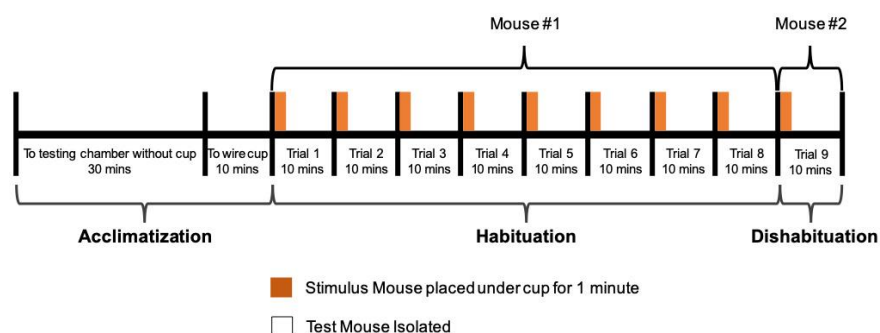 Mouse #1
Mouse #2
To testing chamber without cup
30 mins
To wire cup
10 mins
Trial 1
10 mins
Trial 2
10 mins
Trial 3
10 mins
Trial 4
10 mins
Trial 5
10 mins
Trial 6
10 mins
Trial 7
10 mins
Trial 8
10 mins
Trial 9
10 mins
Acclimatization
Habituation
Dishabituation
Stimulus Mouse placed under cup for 1 minute
Test Mouse Isolated